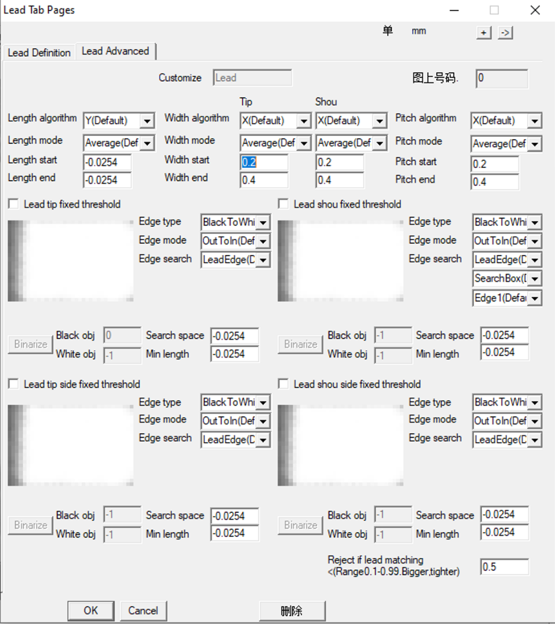 Lead Tab Pages
单 mm + ->
Lead Definition Lead Advanced
Customize Lead 图上号码. 0
Tip Shou
Length algorithm Y(Default) Width algorithm X(Default) X(Default) Pitch algorithm X(Default)
Length mode Average(Def Width mode Average(Def Average(Def Pitch mode Average(Def
Length start -0.0254 Width start 0.2 0.2 Pitch start 0.2
Length end -0.0254 Width end 0.4 0.4 Pitch end 0.4
Lead tip fixed threshold Lead shou fixed threshold
Edge type BlackToWhi Edge type BlackToWhi
Edge mode OutToIn(Def Edge mode OutToIn(Def
Edge search LeadEdge(D Edge search LeadEdge(D
SearchBox(D
Edge1(Defau
Binarize Black obj 0 Search space -0.0254 Binarize Black obj -1 Search space -0.0254
White obj -1 Min length -0.0254 White obj -1 Min length -0.0254
Lead tip side fixed threshold Lead shou side fixed threshold
Edge type BlackToWhi Edge type BlackToWhi
Edge mode OutToIn(Def Edge mode OutToIn(Def
Edge search LeadEdge(D Edge search LeadEdge(D
Binarize Black obj -1 Search space -0.0254 Binarize Black obj -1 Search space -0.0254
White obj -1 Min length -0.0254 White obj -1 Min length -0.0254
Reject if lead matching
<(Range0.1-0.99.Bigger,tighter) 0.5
OK Cancel 刪除